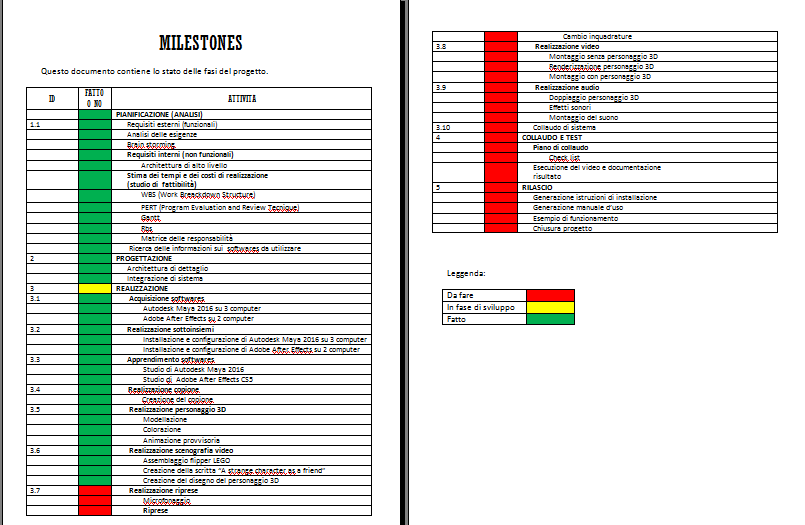 MILESTONES
Questo documento contiene lo stato delle fasi del progetto.
ID
FATTO
O NO
ATTIVITA
PIANIFICAZIONE (ANALISI)
1.1 Requisiti esterni (funzionali)
Analisi delle esigenze
Brain storming
Requisiti interni (non funzionali)
Architettura di alto livello
Stima dei tempi e dei costi di realizzazione
(studio di fattibilità)
WBS (Work Breakdown Structure)
PERT (Program Evaluation and Review Tecnique)
Gantt
Rbs
Matrice delle responsabilità
Ricerca delle informazioni sui softwares da utilizzare
2 PROGETTAZIONE
Architettura di dettaglio
Integrazione di sistema
3 REALIZZAZIONE
3.1 Acquisizione softwares
Autodesk Maya 2016 su 3 computer
Adobe After Effects su 2 computer
3.2 Realizzazione sottoinsiemi
Installazione e configurazione di Autodesk Maya 2016 su 3 computer
Installazione e configurazione di Adobe After Effects su 2 computer
3.3 Apprendimento softwares
Studio di Autodesk Maya 2016
Studio di Adobe After Effects CS5
3.4 Realizzazione copione
Creazione del copione
3.5 Realizzazione personaggio 3D
Modellazione
Colorazione
Animazione provvisoria
3.6 Realizzazione scenografia video
Assemblaggio flipper LEGO
Creazione della scritta "A strange character as a friend"
Creazione del disegno del personaggio 3D
3.7 Realizzazione riprese
Microfonaggio
Riprese
Cambio inquadrature
3.8 Realizzazione video
Montaggio senza personaggio 3D
Renderizzazione personaggio 3D
Montaggio con personaggio 3D
3.9 Realizzazione audio
Doppiaggio personaggio 3D
Effetti sonori
Montaggio del suono
3.10 Collaudo di sistema
4 COLLAUDO E TEST
Piano di collaudo
Check list
Esecuzione del video e documentazione
risultato
5 RILASCIO
Generazione istruzioni di installazione
Generazione manuale d'uso
Esempio di funzionamento
Chiusura progetto
Leggenda:
Da fare
In fase di sviluppo
Fatto